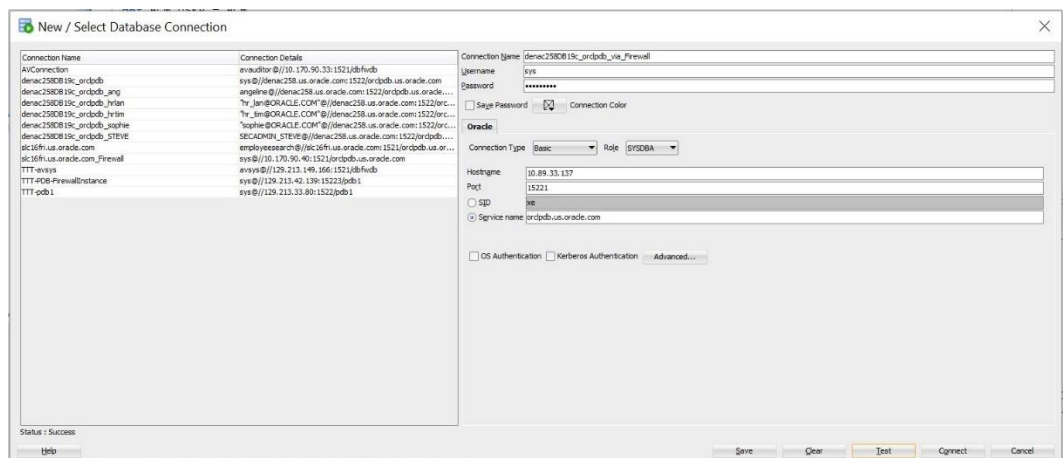 New / Select Database Connection
Connection Name Connection Details
AVConnection avauditor@//10.170.90.33:1521/dbfwdb
denac258DB19c_orclpdb sys@//denac258.us.oracle.com:1522/orclpdb.us.oracle.com
denac258DB19c_orclpdb_ang angeline@//denac258.us.oracle.com:1522/orclpdb.us.oracle....
denac258DB19c_orclpdb_hrlan "hr_lan@ORACLE.COM"@//denac258.us.oracle.com:1522/orc...
denac258DB19c_orclpdb_hrtim "hr_tim@ORACLE.COM"@//denac258.us.oracle.com:1522/orc...
denac258DB19c_orclpdb_sophie "sophie@ORACLE.COM"@//denac258.us.oracle.com:1522/orc...
denac258DB19c_orclpdb_STEVE SECADMIN_STEVE@//denac258.us.oracle.com:1522/orclpdb....
slc16fri.us.oracle.com employeesearch@//slc16fri.us.oracle.com:1521/orclpdb.us.or...
slc16fri.us.oracle.com_Firewall sys@//10.170.90.40:1521/orclpdb.us.oracle.com
TTT-avsys avsys@//129.213.149.166:1521/dbfwdb
TTT-PDB-FirewallInstance sys@//129.213.42.139:15223/pdb1
TTT-pdb1 sys@//129.213.33.80:1522/pdb1
Connection Name denac258DB19c_orclpdb_via_Firewall
Username sys
Password •••••••••
Save Password Connection Color
Oracle
Connection Type Basic Role SYSDBA
Hostname 10.89.33.137
Port 15221
SID xe
Service name orclpdb.us.oracle.com
OS Authentication Kerberos Authentication Advanced...
Status : Success
Help Save Clear Test Connect Cancel